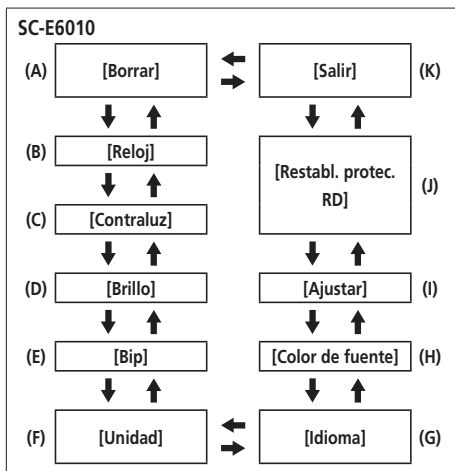 SC-E6010
(A) [Borrar] [Salir] (K)
(B) [Reloj]
[Restabl. protec.
RD] (J)
(C) [Contraluz]
(D) [Brillo] [Ajustar] (I)
(E) [Bip] [Color de fuente] (H)
(F) [Unidad] [Idioma] (G)